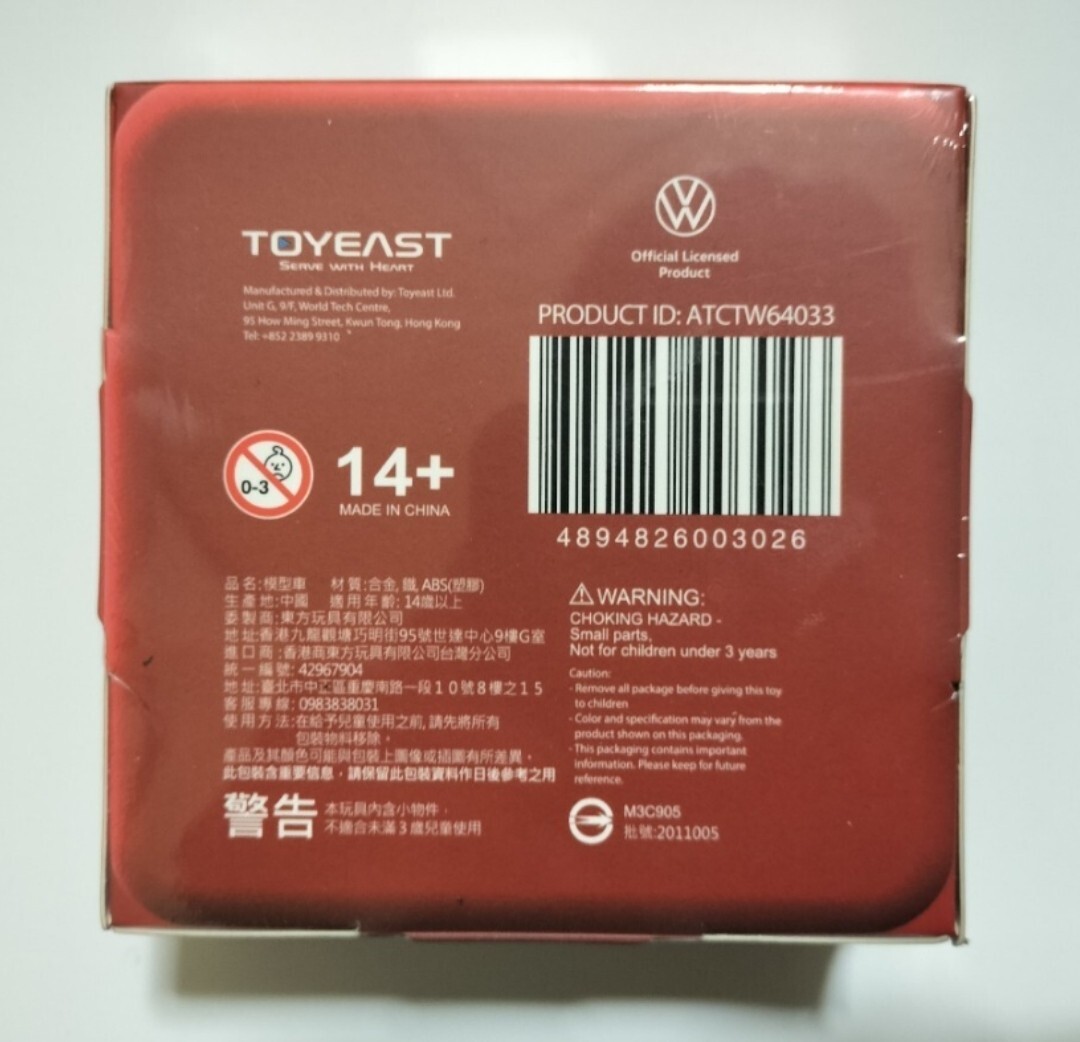 TOYEAST
SERVE WITH HEART
Manufactured & Distributed by: Toyeast Ltd.
Unit G, 9/F, World Tech Centre,
95 How Ming Street, Kwun Tong, Hong Kong
Tel: +852 2389 9310
Official Licensed
Product
PRODUCT ID: ATCTW64033
4894826003026
0-3
14+
MADE IN CHINA
品名:模型車 材質:合金, 鐵, ABS(塑膠)
生產地:中國 適用年齡: 14歲以上
委製商:東方玩具有限公司
地址:香港九龍觀塘巧明街95號世達中心9樓G室
進口商:香港商東方玩具有限公司台灣分公司
統一編號: 42967904
地址:臺北市中正區重慶南路一段10號8樓之15
客服專線: 0983838031
使用方法:在給予兒童使用之前, 請先將所有
包裝物料移除。
產品及其顏色可能與包裝上圖像或插圖有所差異。
此包裝含重要信息，請保留此包裝資料作日後參考之用
警告 本玩具內含小物件，
不適合未滿3歲兒童使用
⚠WARNING:
CHOKING HAZARD -
Small parts,
Not for children under 3 years
Caution:
- Remove all package before giving this toy
to children
- Color and specification may vary from the
product shown on this packaging.
- This packaging contains important
information. Please keep for future
reference.
M3C905
批號:2011005